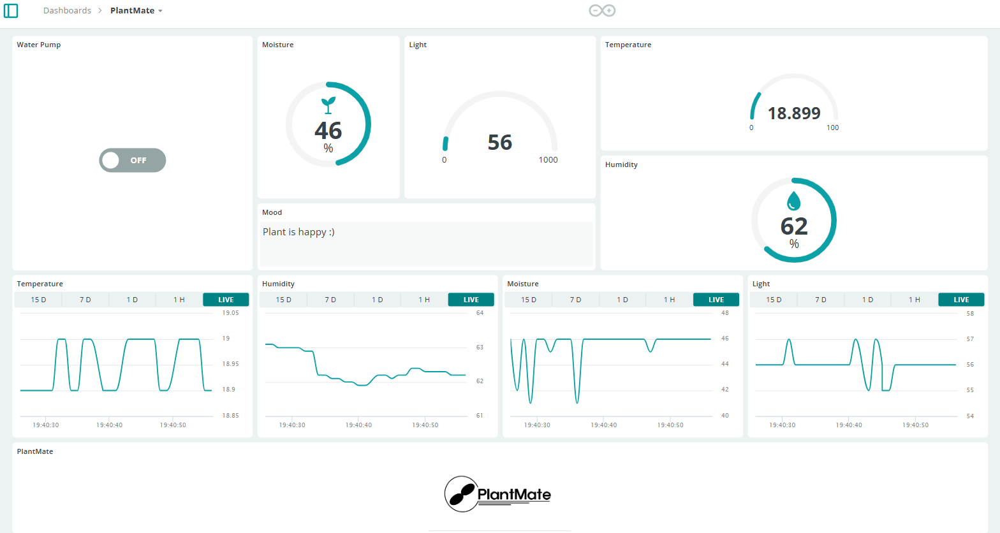 Dashboards > PlantMate
Water Pump
OFF
Moisture
46
%
Light
56
0 1000
Temperature
18.899
0 100
Humidity
62
%
Mood
Plant is happy :)
Temperature
15 D 7 D 1 D 1 H LIVE
19.05
19
18.95
18.9
18.85
19:40:30 19:40:40 19:40:50
Humidity
15 D 7 D 1 D 1 H LIVE
64
63
62
61
19:40:30 19:40:40 19:40:50
Moisture
15 D 7 D 1 D 1 H LIVE
48
46
44
42
40
19:40:30 19:40:40 19:40:50
Light
15 D 7 D 1 D 1 H LIVE
58
57
56
55
54
19:40:30 19:40:40 19:40:50
PlantMate
PlantMate